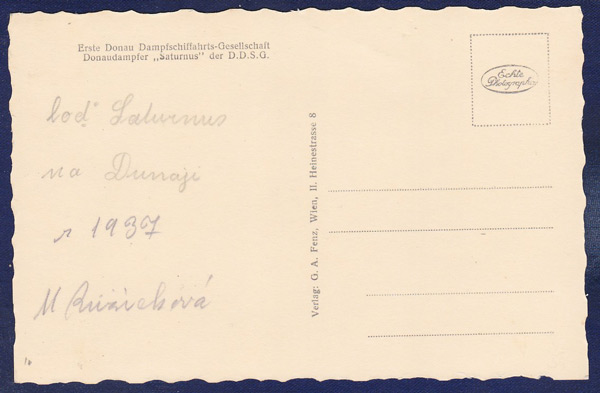 Erste Donau Dampfschiffahrts-Gesellschaft
Donaudampfer „Saturnus" der D.D.S.G.
Echte
Photographie
loď Saturnus
na Dunaji
r 1937
M
Verlag: G. A. Fenz, Wien, II. Heinestrasse 8